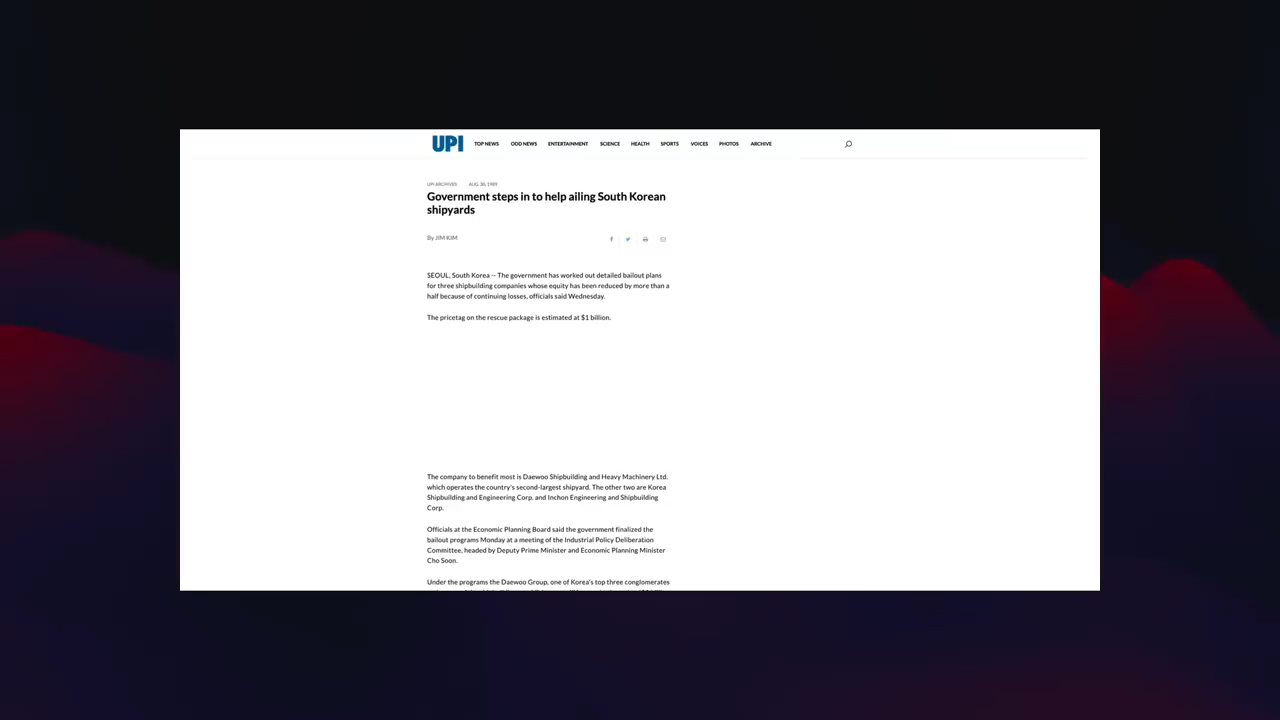 UPI TOP NEWS ODD NEWS ENTERTAINMENT SCIENCE HEALTH SPORTS VOICES PHOTOS ARCHIVE
UPI ARCHIVES AUG. 30, 1989
Government steps in to help ailing South Korean
shipyards
By JIM KIM
SEOUL, South Korea -- The government has worked out detailed bailout plans
for three shipbuilding companies whose equity has been reduced by more than a
half because of continuing losses, officials said Wednesday.
The pricetag on the rescue package is estimated at $1 billion.
The company to benefit most is Daewoo Shipbuilding and Heavy Machinery Ltd.
which operates the country's second-largest shipyard. The other two are Korea
Shipbuilding and Engineering Corp. and Inchon Engineering and Shipbuilding
Corp.
Officials at the Economic Planning Board said the government finalized the
bailout programs Monday at a meeting of the Industrial Policy Deliberation
Committee, headed by Deputy Prime Minister and Economic Planning Minister
Cho Soon.
Under the programs the Daewoo Group, one of Korea's top three conglomerates